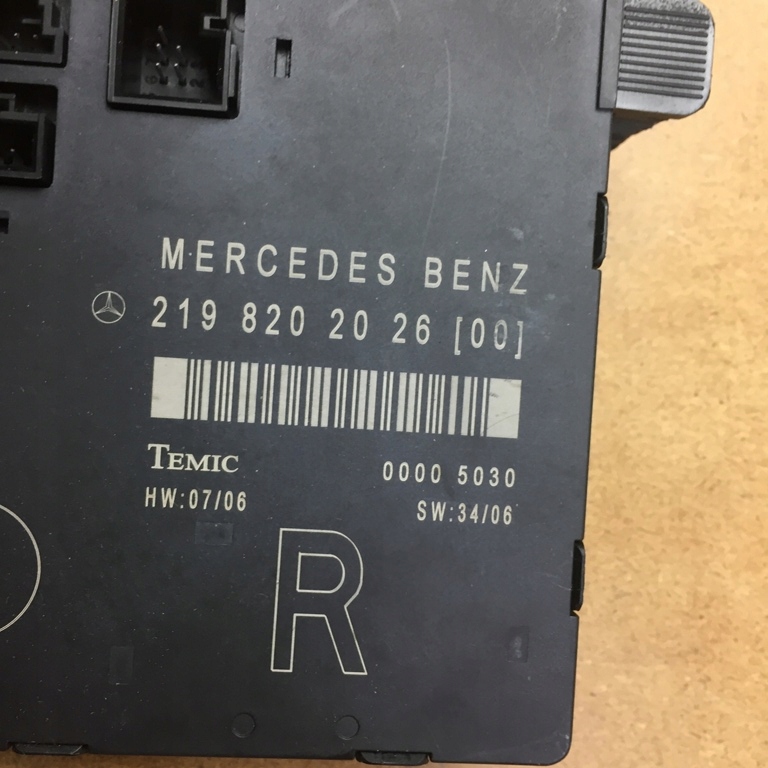 MERCEDES BENZ
219 820 20 26 [00]
TEMIC 0000 5030
HW:07/06 SW:34/06
R